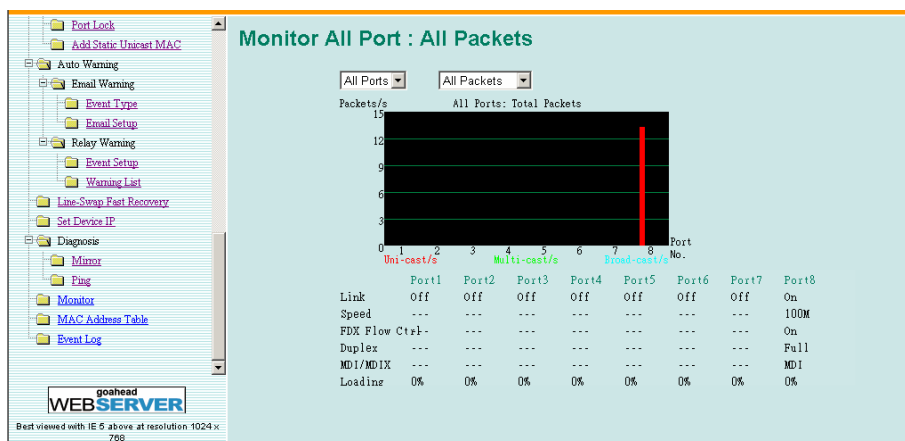 Port Lock
Add Static Unicast MAC
Auto Warning
Email Warning
Event Type
Email Setup
Relay Warning
Event Setup
Warning List
Line-Swap Fast Recovery
Set Device IP
Diagnosis
Mirror
Ping
Monitor
MAC Address Table
Event Log
goahead
WEBSERVER
Best viewed with IE 5 above at resolution 1024 x
768
Monitor All Port : All Packets
All Ports All Packets
Packets/s All Ports: Total Packets
15
12
9
6
3
0 1 2 3 4 5 6 7 8 Port
No.
Uni-cast/s Multi-cast/s Broad-cast/s
Port1 Port2 Port3 Port4 Port5 Port6 Port7 Port8
Link Off Off Off Off Off Off Off On
Speed --- --- --- --- --- --- --- 100M
FDX Flow Ctrl--- --- --- --- --- --- --- On
Duplex --- --- --- --- --- --- --- Full
MDI/MDIX --- --- --- --- --- --- --- MDI
Loading 0% 0% 0% 0% 0% 0% 0% 0%